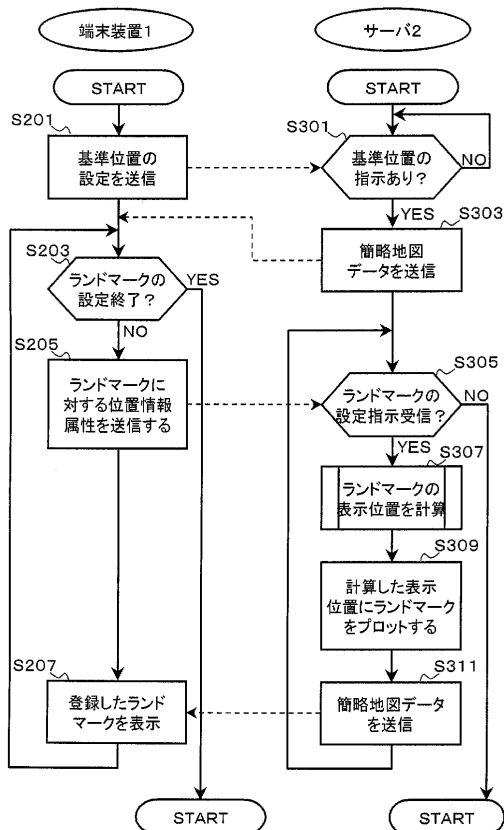 端末装置1
START
S201
基準位置の
設定を送信
S203
ランドマークの
設定終了？
YES
NO
S205
ランドマークに
対する位置情報
属性を送信する
S207
登録したランド
マークを表示
START
サーバ2
START
S301
基準位置の
指示あり？
NO
YES
S303
簡略地図
データを送信
S305
ランドマークの
設定指示受信？
NO
YES
S307
ランドマークの
表示位置を計算
S309
計算した表示
位置にランドマーク
をプロットする
S311
簡略地図データ
を送信
START